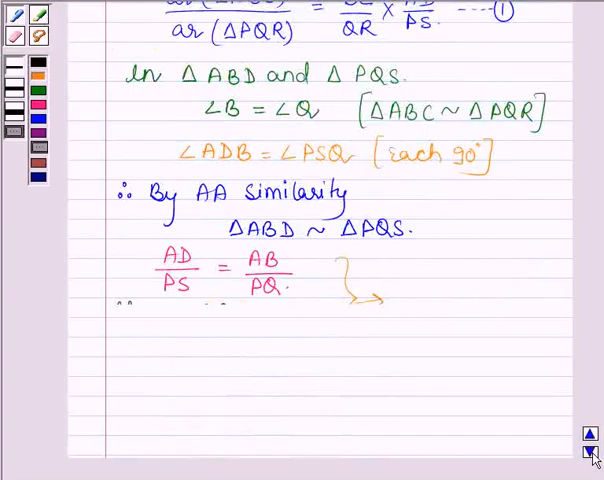 ar(ΔPQR) = QR × PS. ----- ①
In ΔABD and ΔPQS.
∠B = ∠Q [ΔABC ~ ΔPQR]
∠ADB = ∠PSQ [each 90°]
∴ By AA similarity
ΔABD ~ ΔPQS.
AD/PS = AB/PQ.